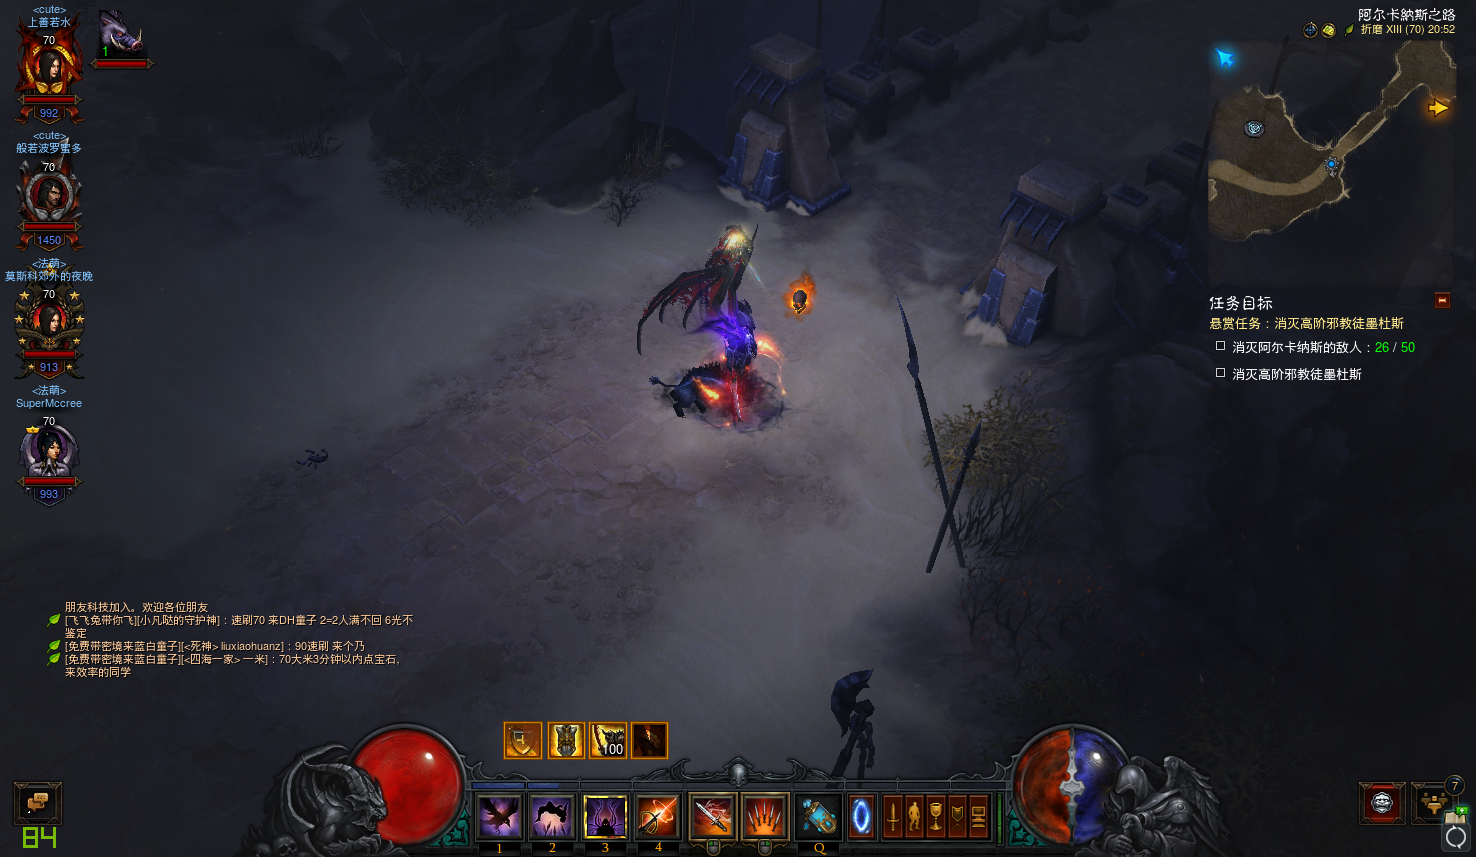 <cute>
上善若水
70
992
1
<cute>
般若波罗蜜多
70
1450
<法萌>
莫斯科郊外的夜晚
70
913
<法萌>
SuperMccree
70
993
阿尔卡纳斯之路
折磨 XIII (70) 20:52
任务目标
悬赏任务：消灭高阶邪教徒墨杜斯
消灭阿尔卡纳斯的敌人：26 / 50
消灭高阶邪教徒墨杜斯
朋友科技加入。欢迎各位朋友
[飞飞兔带你飞][小凡哒的守护神]：速刷70 来DH童子 2=2人满不回 6光不
鉴定
[免费带密境来蓝白童子][<死神> liuxiaohuanz]：90速刷 来个乃
[免费带密境来蓝白童子][<四海一家> 一米]：70大米3分钟以内点宝石,
来效率的同学
100
1
2
3
4
Q
7
84